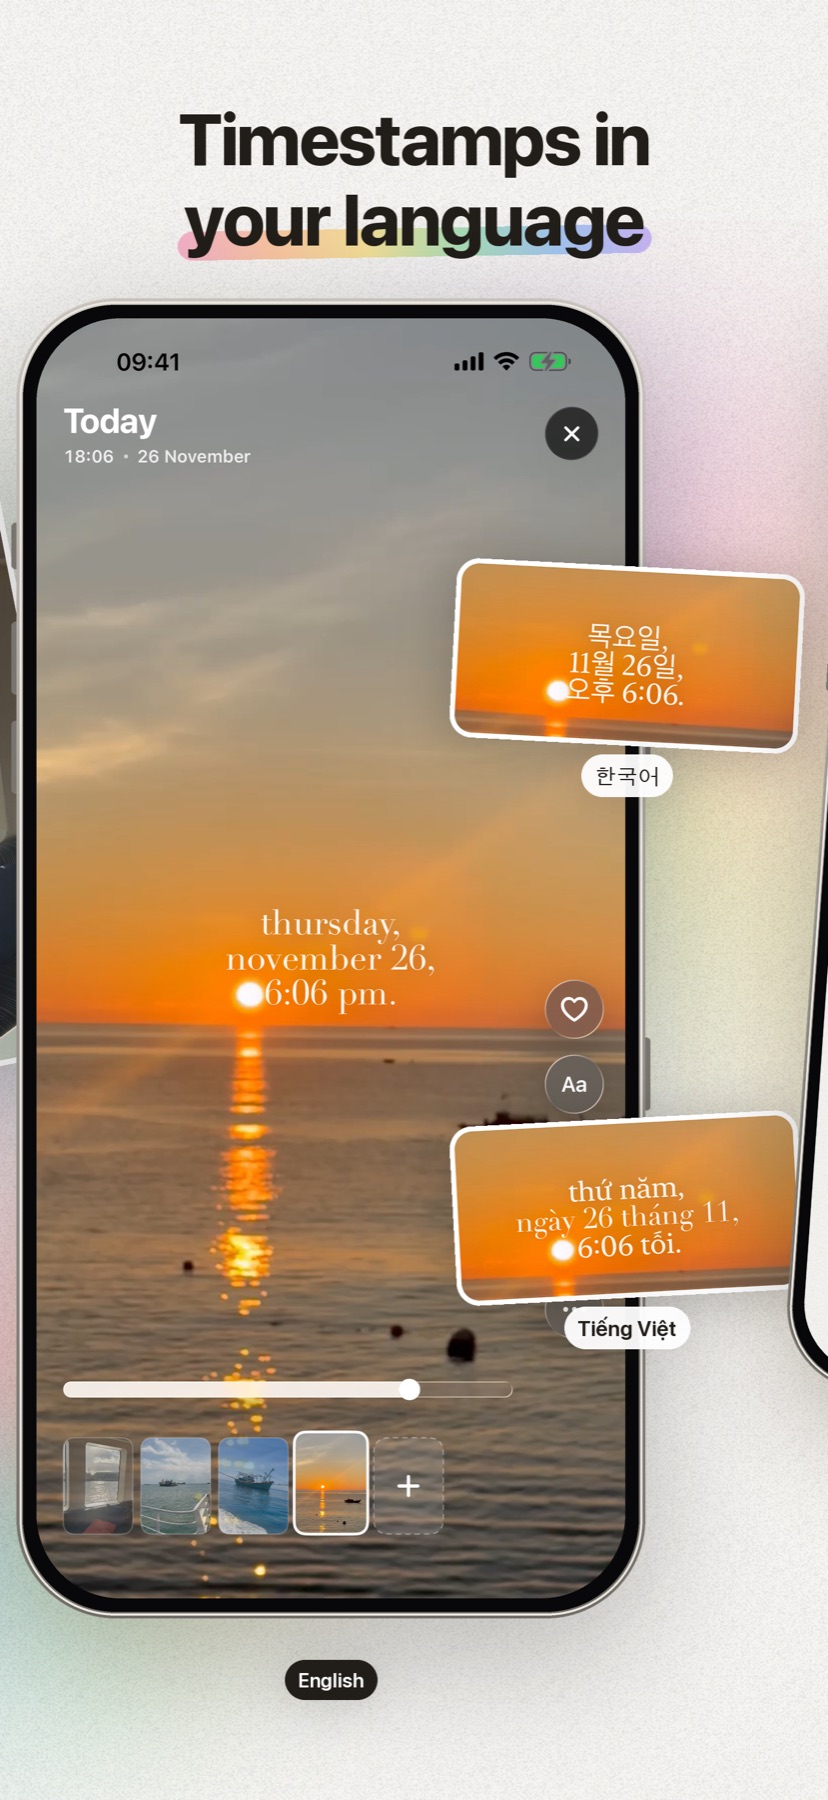 Timestamps in
your language
09:41
Today
18:06 • 26 November
목요일,
11월 26일,
오후 6:06.
한국어
thursday,
november 26,
6:06 pm.
Aa
thứ năm,
ngày 26 tháng 11,
6:06 tối.
Tiếng Việt
English